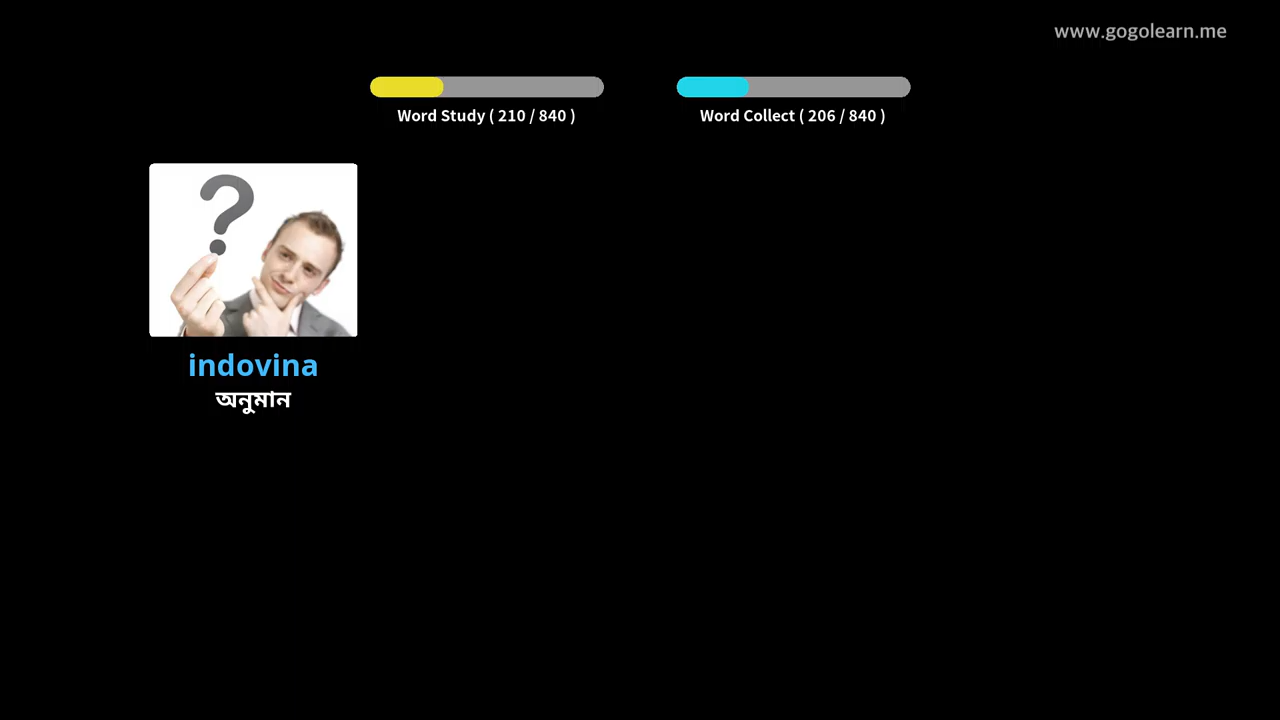 www.gogolearn.me
Word Study ( 210 / 840 )
Word Collect ( 206 / 840 )
?
indovina
অনুমান